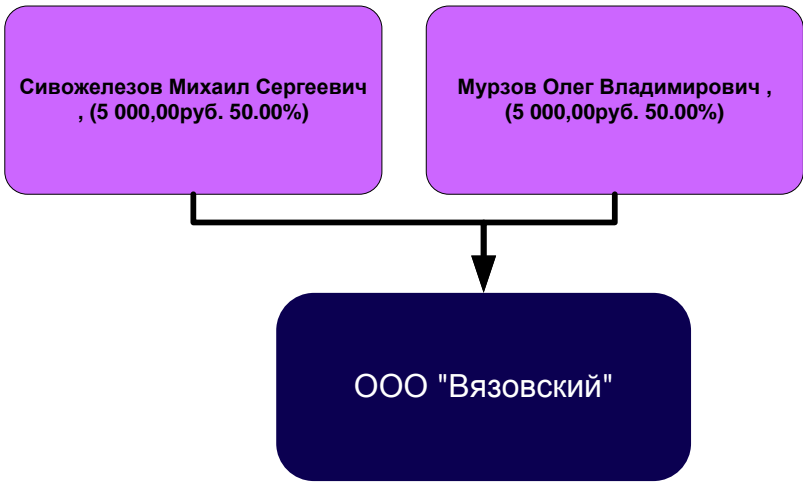 Сивожелезов Михаил Сергеевич
, (5 000,00руб. 50.00%)
Мурзов Олег Владимирович ,
(5 000,00руб. 50.00%)
ООО "Вязовский"